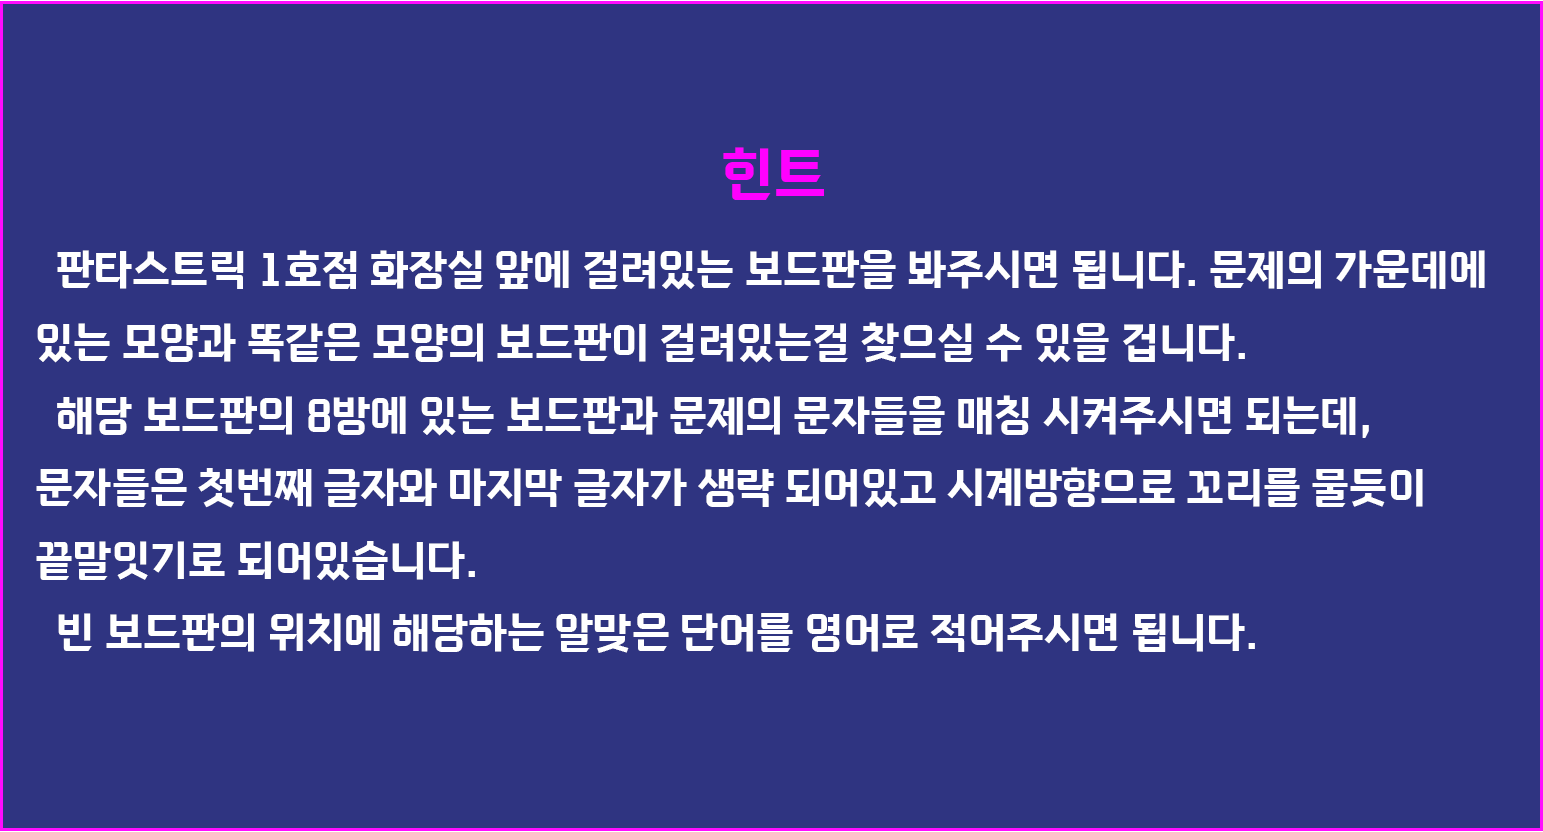 힌트
판타스트릭 1호점 화장실 앞에 걸려있는 보드판을 봐주시면 됩니다. 문제의 가운데에
있는 모양과 똑같은 모양의 보드판이 걸려있는걸 찾으실 수 있을 겁니다.
해당 보드판의 8방에 있는 보드판과 문제의 문자들을 매칭 시켜주시면 되는데,
문자들은 첫번째 글자와 마지막 글자가 생략 되어있고 시계방향으로 꼬리를 물듯이
끝말잇기로 되어있습니다.
빈 보드판의 위치에 해당하는 알맞은 단어를 영어로 적어주시면 됩니다.